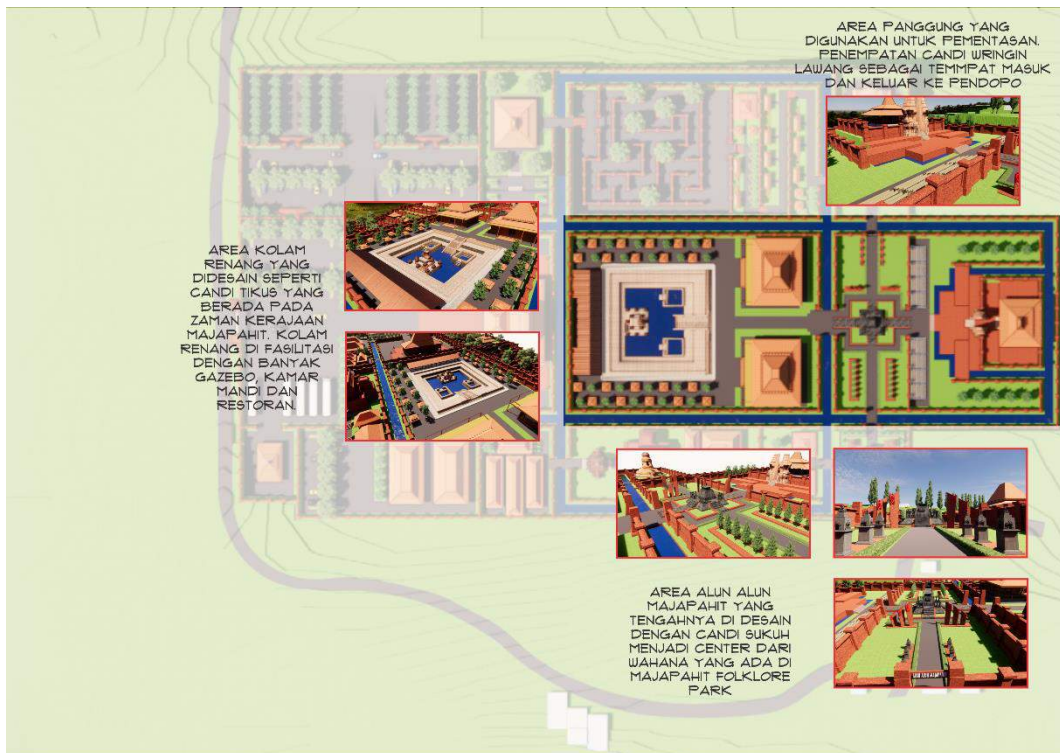 AREA PANGGUNG YANG
DIGUNAKAN UNTUK PEMENTASAN.
PENEMPATAN CANDI WRINGIN
LAWANG SEBAGAI TEMMPAT MASUK
DAN KELUAR KE PENDOPO
AREA KOLAM
RENANG YANG
DIDESAIN SEPERTI
CANDI TIKUS YANG
BERADA PADA
ZAMAN KERAJAAN
MAJAPAHIT. KOLAM
RENANG DI FASILITASI
DENGAN BANYAK
GAZEBO, KAMAR
MANDI DAN
RESTORAN.
AREA ALUN ALUN
MAJAPAHIT YANG
TENGAHNYA DI DESAIN
DENGAN CANDI SUKUH
MENJADI CENTER DARI
WAHANA YANG ADA DI
MAJAPAHIT FOLKLORE
PARK